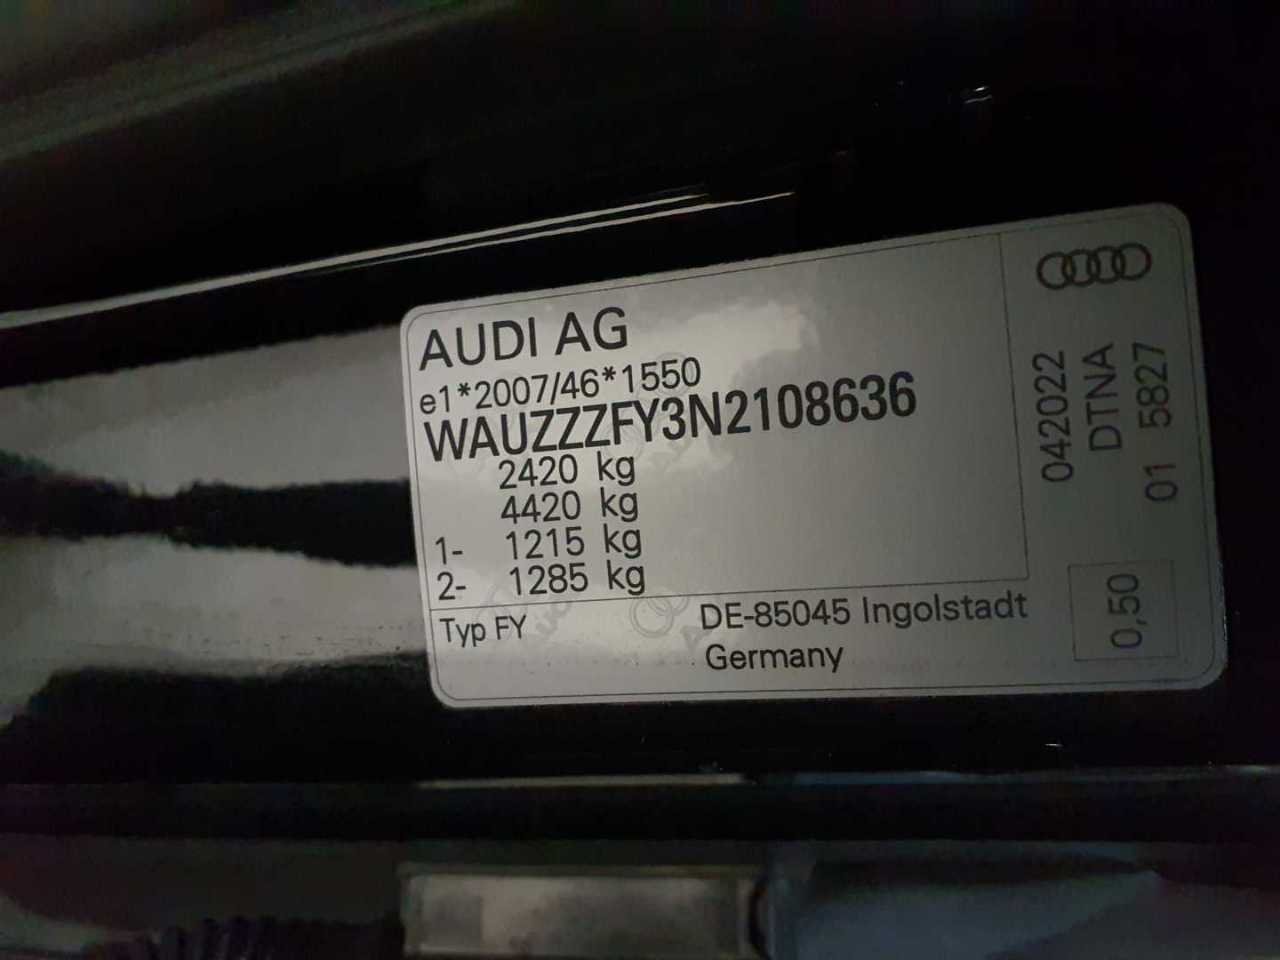 AUDI AG
e1*2007/46*1550
WAUZZZFY3N2108636
2420 kg
4420 kg
1- 1215 kg
2- 1285 kg
Typ FY
DE-85045 Ingolstadt
Germany
042022
DTNA
01 5827
0,50